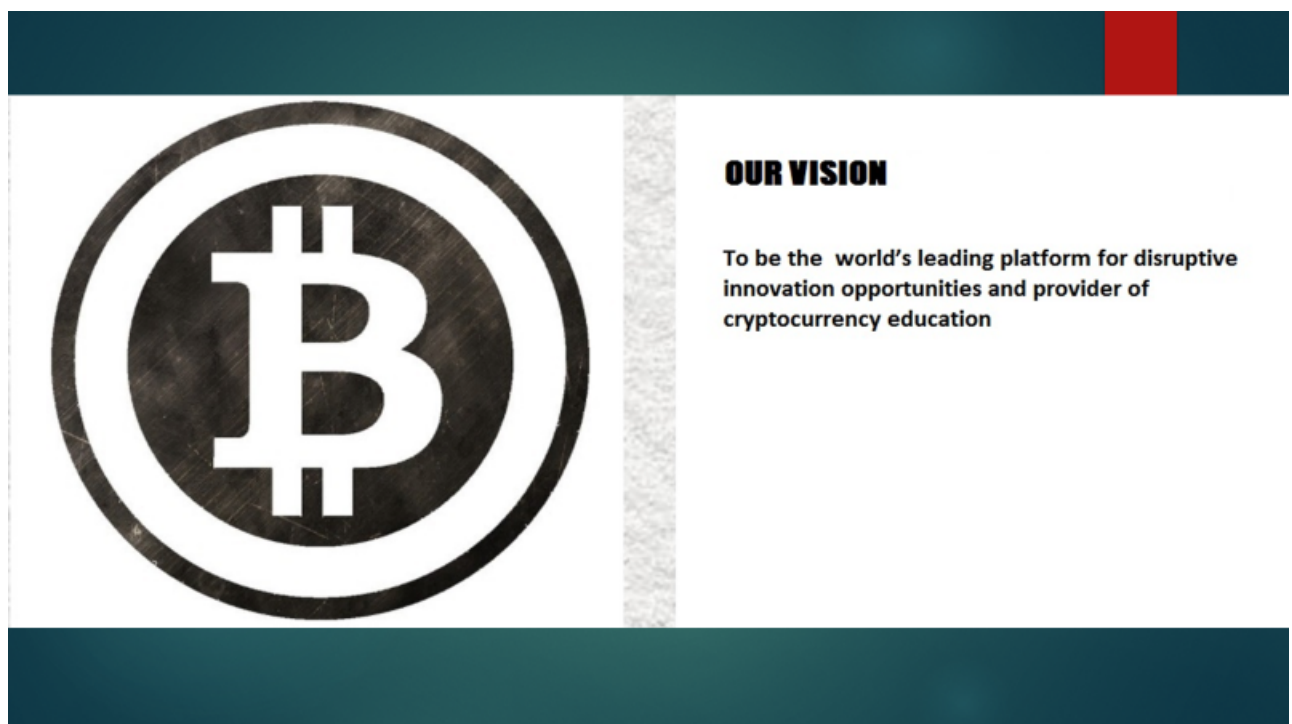 OUR VISION
To be the  world’s leading platform for disruptive
innovation opportunities and provider of
cryptocurrency education